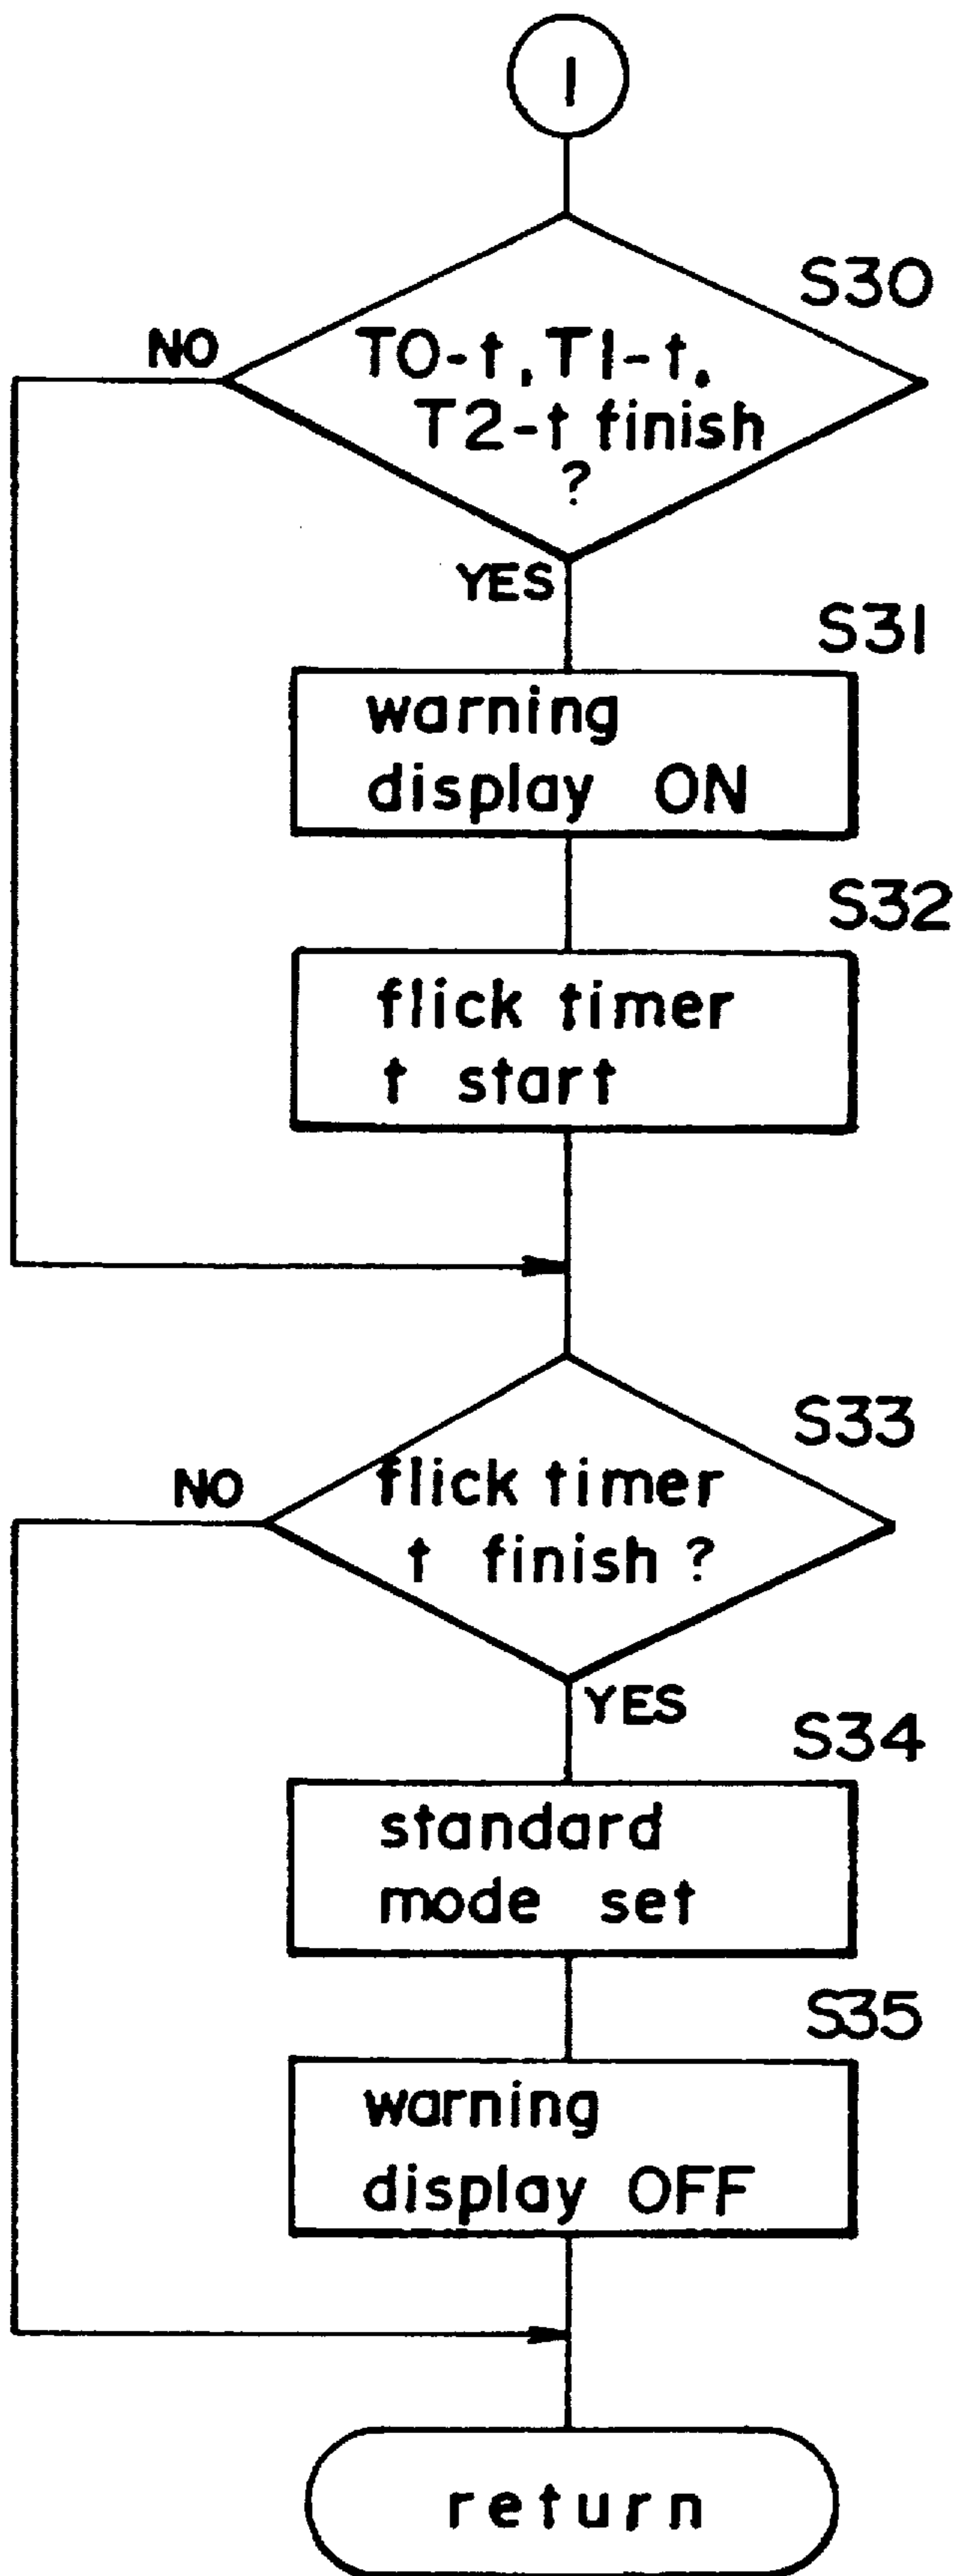 1
S30
NO
T0-t, T1-t,
T2-t finish
?
YES
S31
warning
display ON
S32
flick timer
t start
S33
NO
flick timer
t finish ?
YES
S34
standard
mode set
S35
warning
display OFF
return